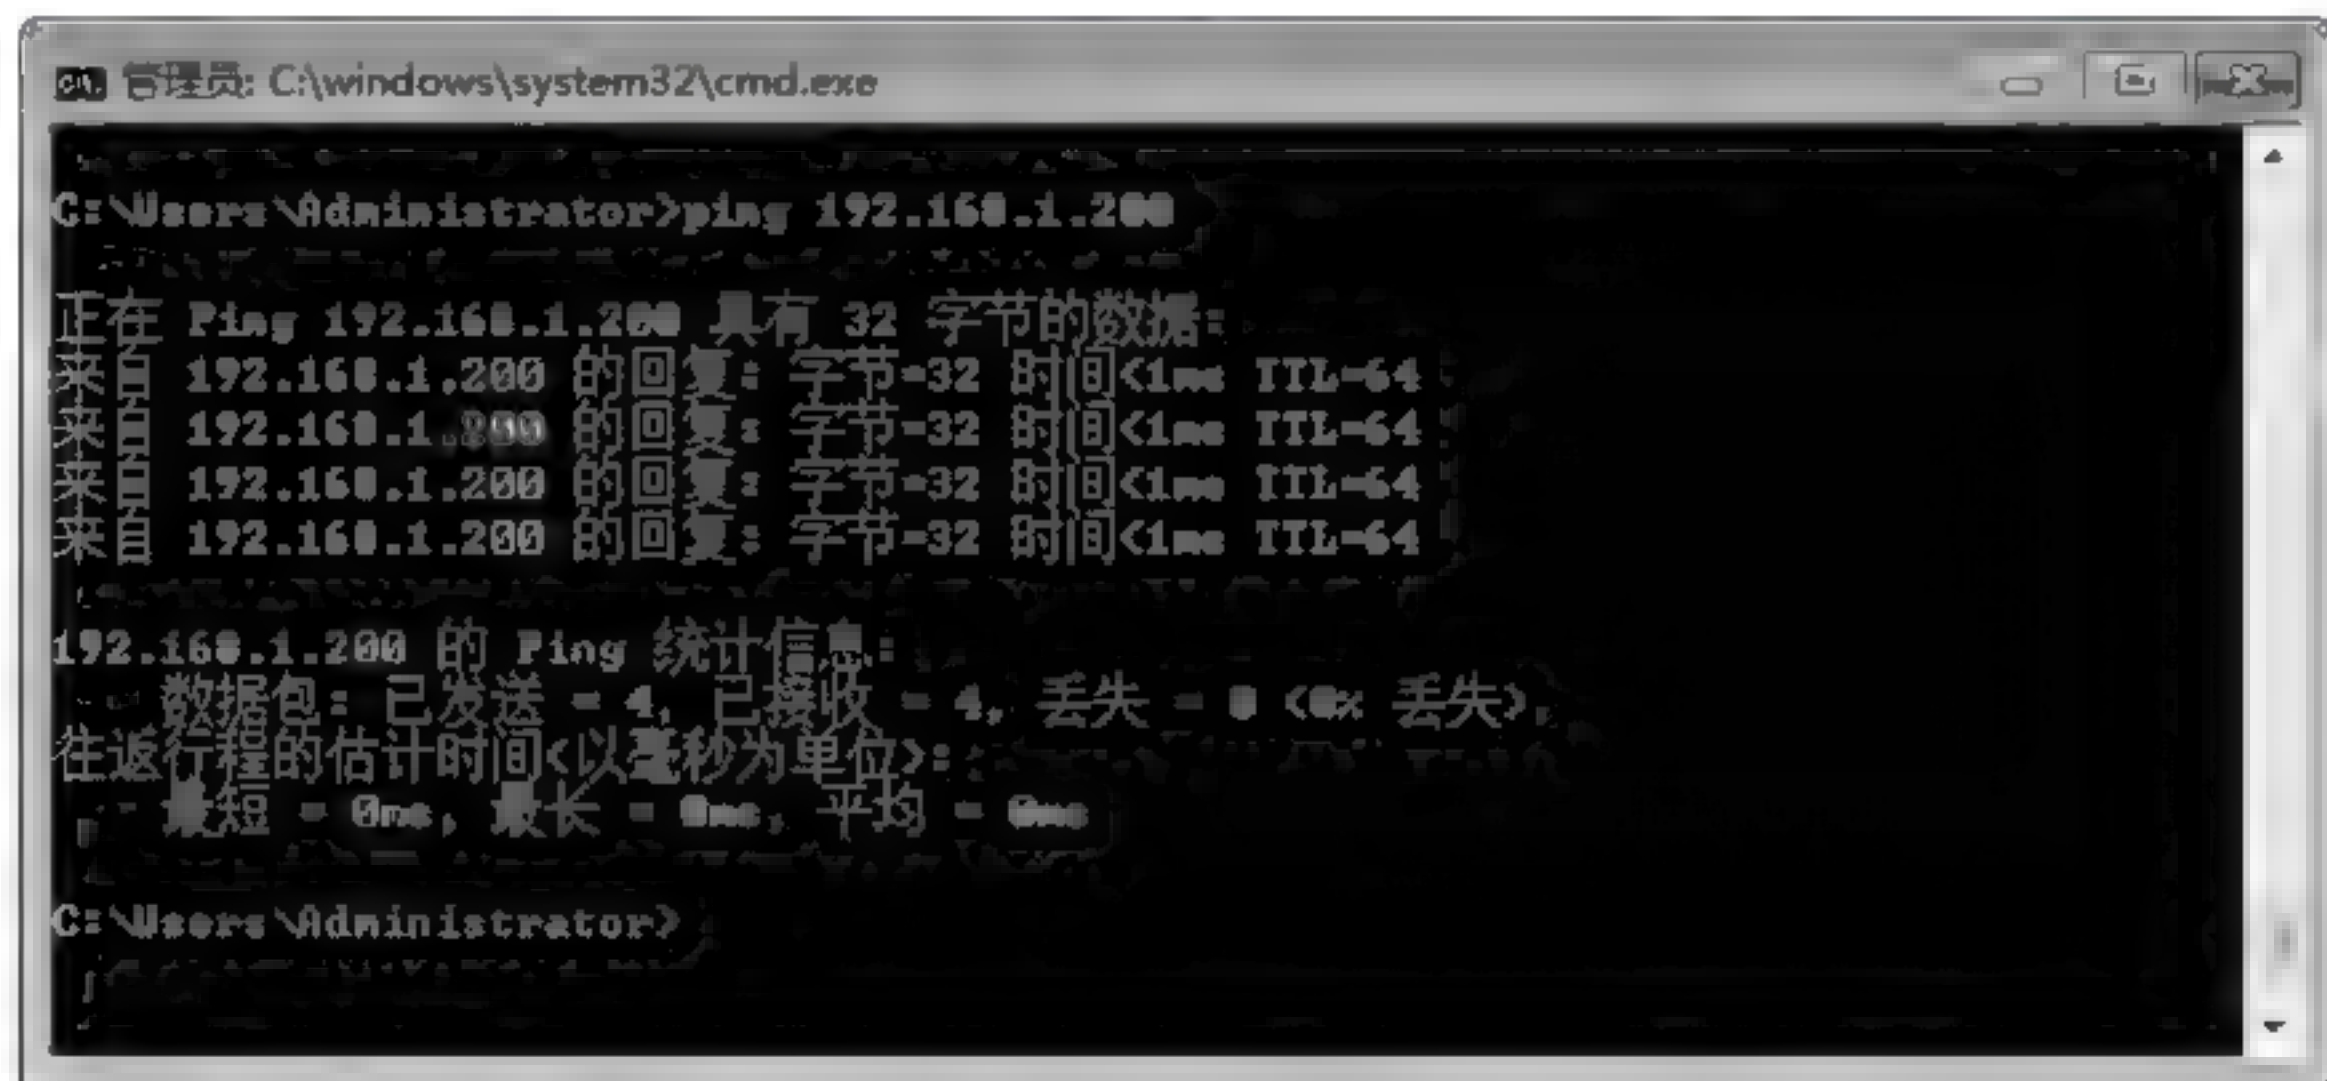 管理员: C:\windows\system32\cmd.exe
C:\Users\Administrator>ping 192.168.1.200
正在 Ping 192.168.1.200 具有 32 字节的数据:
来自 192.168.1.200 的回复: 字节=32 时间<1ms TTL=64
来自 192.168.1.200 的回复: 字节=32 时间<1ms TTL=64
来自 192.168.1.200 的回复: 字节=32 时间<1ms TTL=64
来自 192.168.1.200 的回复: 字节=32 时间<1ms TTL=64
192.168.1.200 的 Ping 统计信息:
数据包: 已发送 = 4, 已接收 = 4, 丢失 = 0 (0% 丢失),
往返行程的估计时间(以毫秒为单位):
最短 = 0ms, 最长 = 0ms, 平均 = 0ms
C:\Users\Administrator>